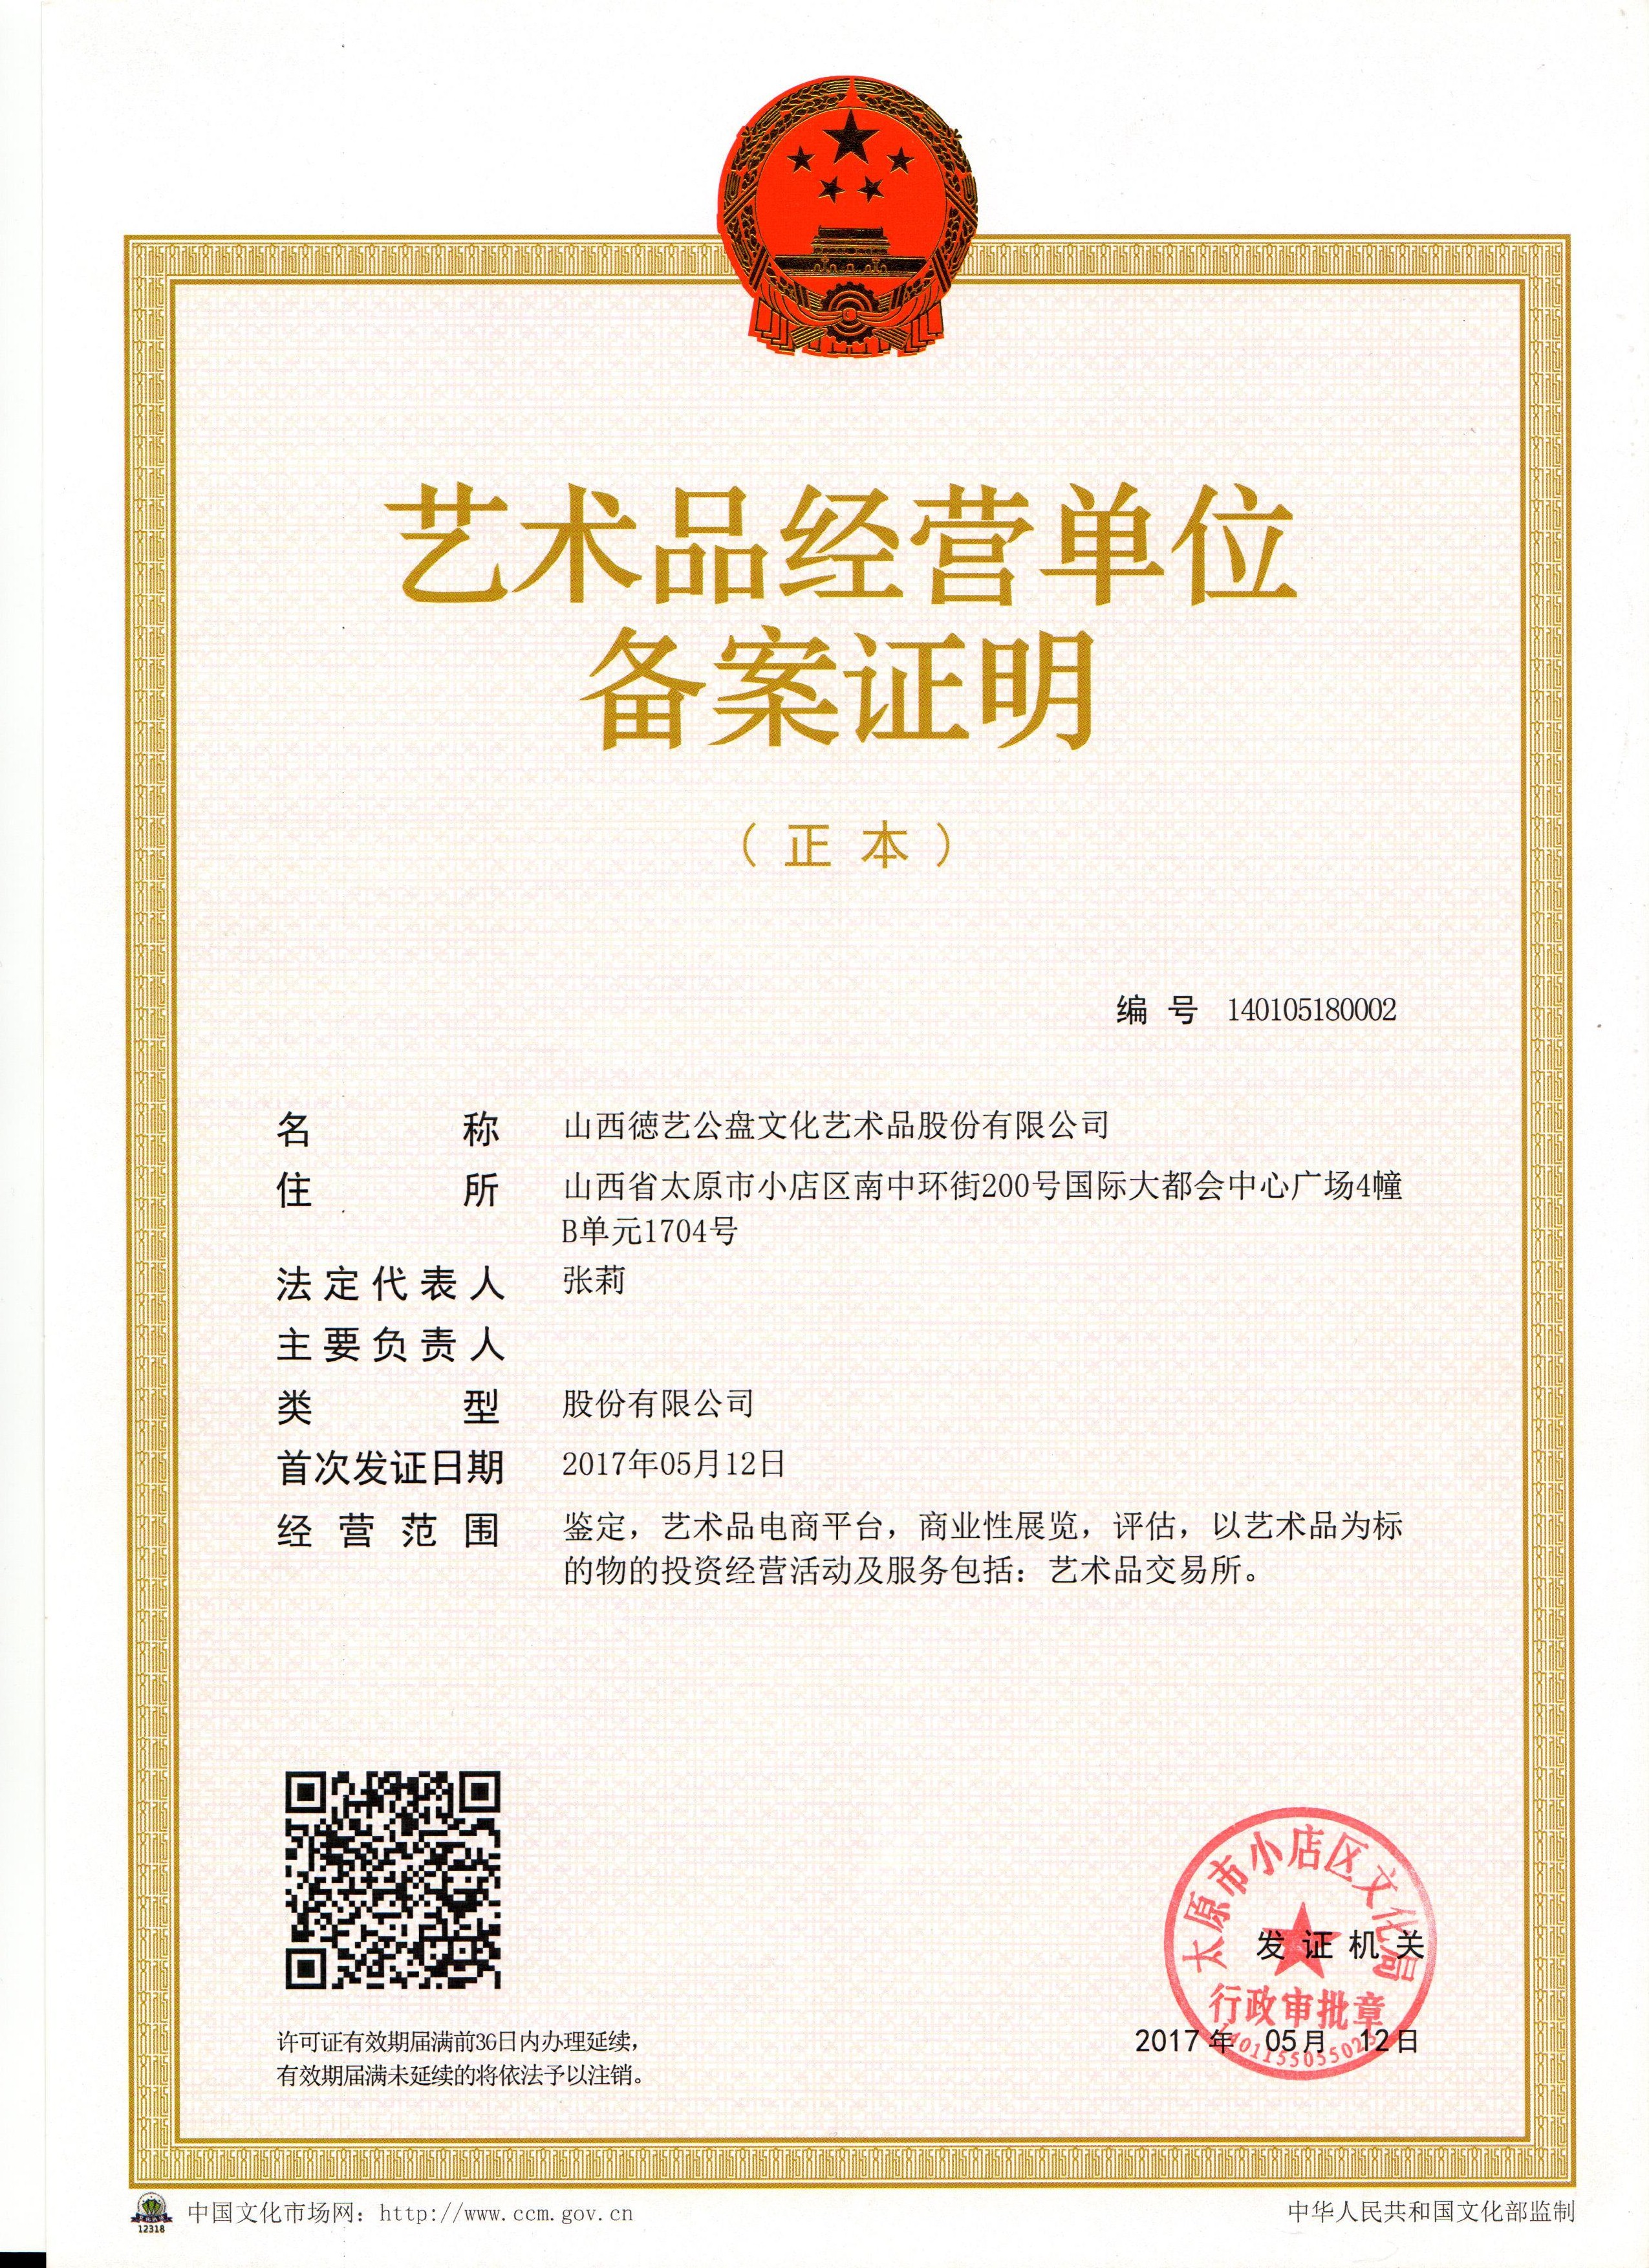 艺术品经营单位
备案证明
（正本）
编号 140105180002
名称 山西德艺公盘文化艺术品股份有限公司
住所 山西省太原市小店区南中环街200号国际大都会中心广场4幢
B单元1704号
法定代表人 张莉
主要负责人
类型 股份有限公司
首次发证日期 2017年05月12日
经营范围 鉴定，艺术品电商平台，商业性展览，评估，以艺术品为标
的物的投资经营活动及服务包括：艺术品交易所。
太原市小店区文化局
发证机关
行政审批章
2017年 05月 12日
许可证有效期届满前30日内办理延续，
有效期届满未延续的将依法予以注销。
12318
中国文化市场网：http://www.ccm.gov.cn
中华人民共和国文化部监制